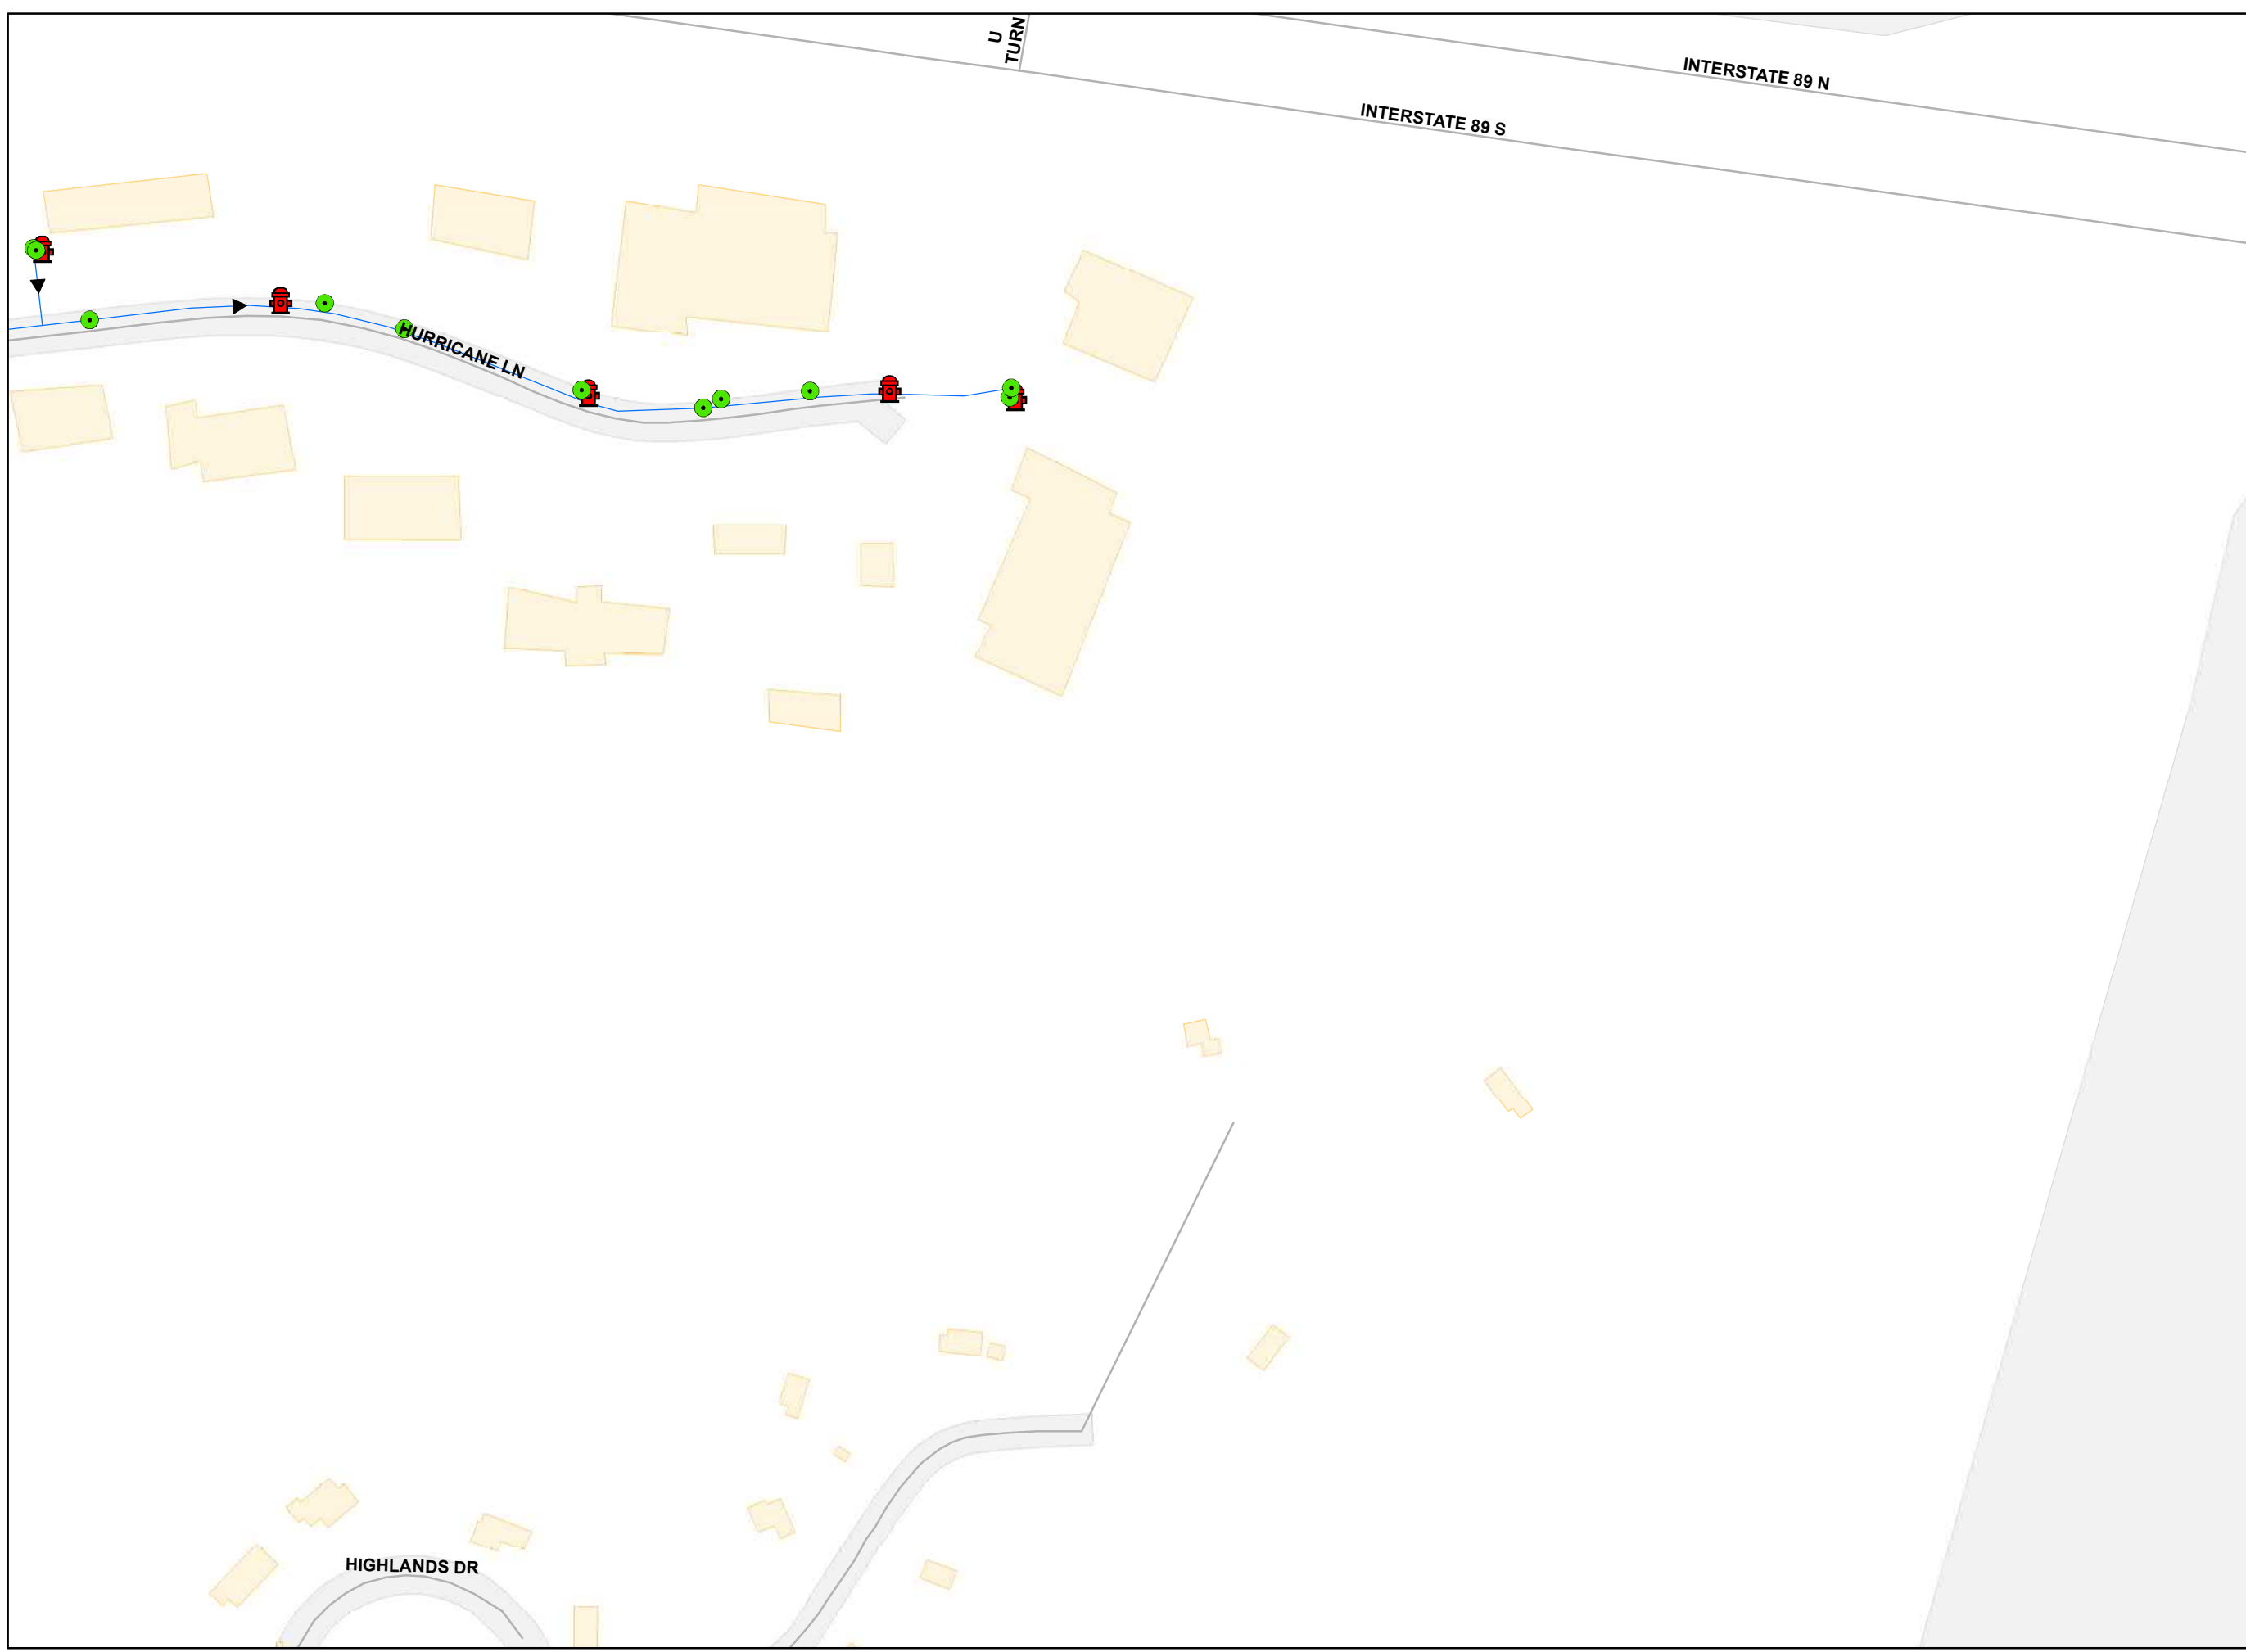 U
TURN
INTERSTATE 89 N
INTERSTATE 89 S
HURRICANE LN
HIGHLANDS DR